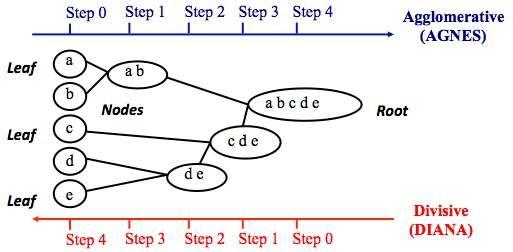 Step 0 Step 1 Step 2 Step 3 Step 4
Agglomerative
(AGNES)
Leaf
a
a b
b
Nodes
a b c d e
Root
Leaf
c
c d e
d
d e
Leaf
e
Step 4 Step 3 Step 2 Step 1 Step 0
Divisive
(DIANA)